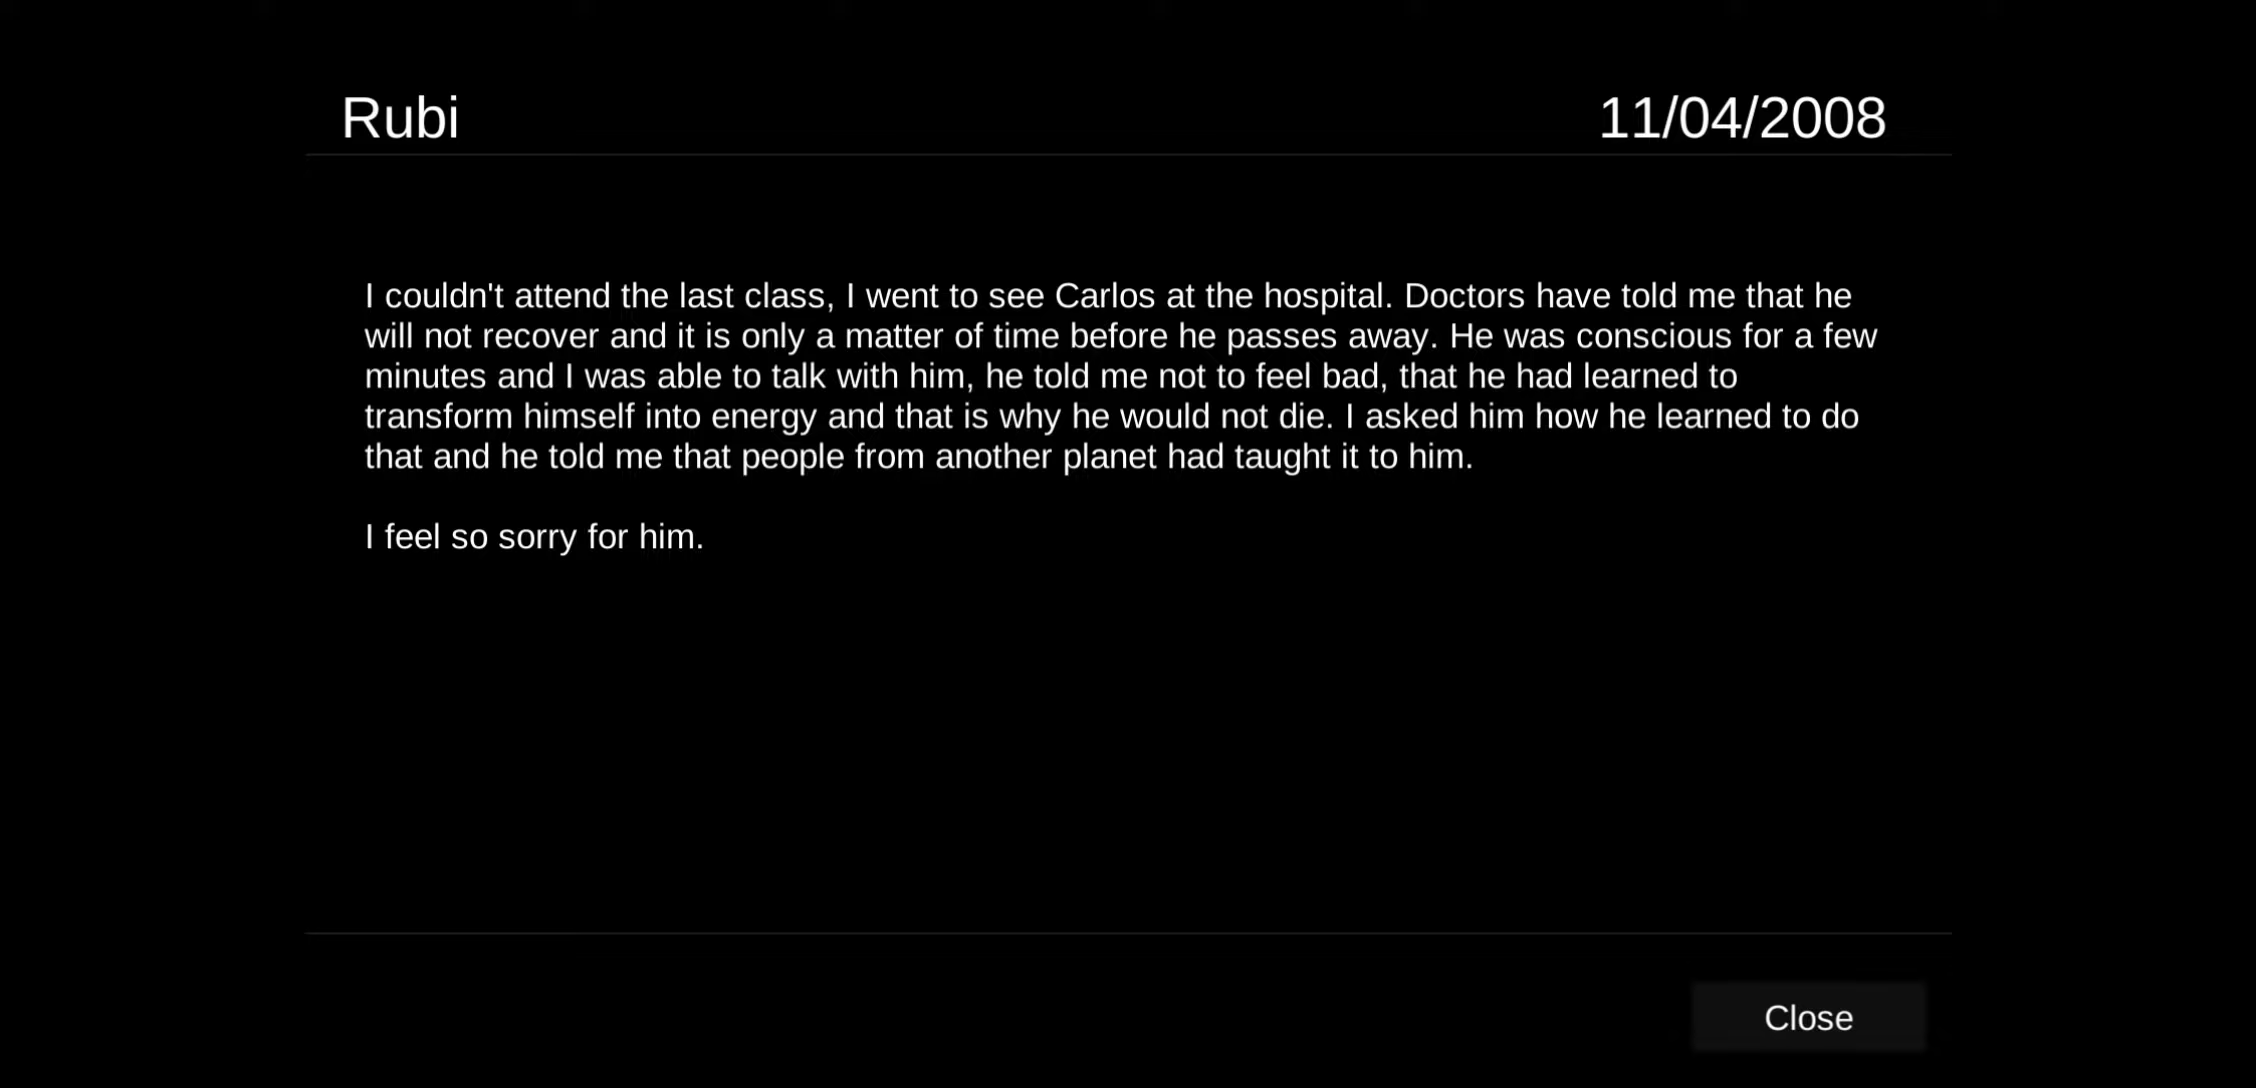 Rubi
11/04/2008
I couldn't attend the last class, I went to see Carlos at the hospital. Doctors have told me that he
will not recover and it is only a matter of time before he passes away. He was conscious for a few
minutes and I was able to talk with him, he told me not to feel bad, that he had learned to
transform himself into energy and that is why he would not die. I asked him how he learned to do
that and he told me that people from another planet had taught it to him.
I feel so sorry for him.
Close